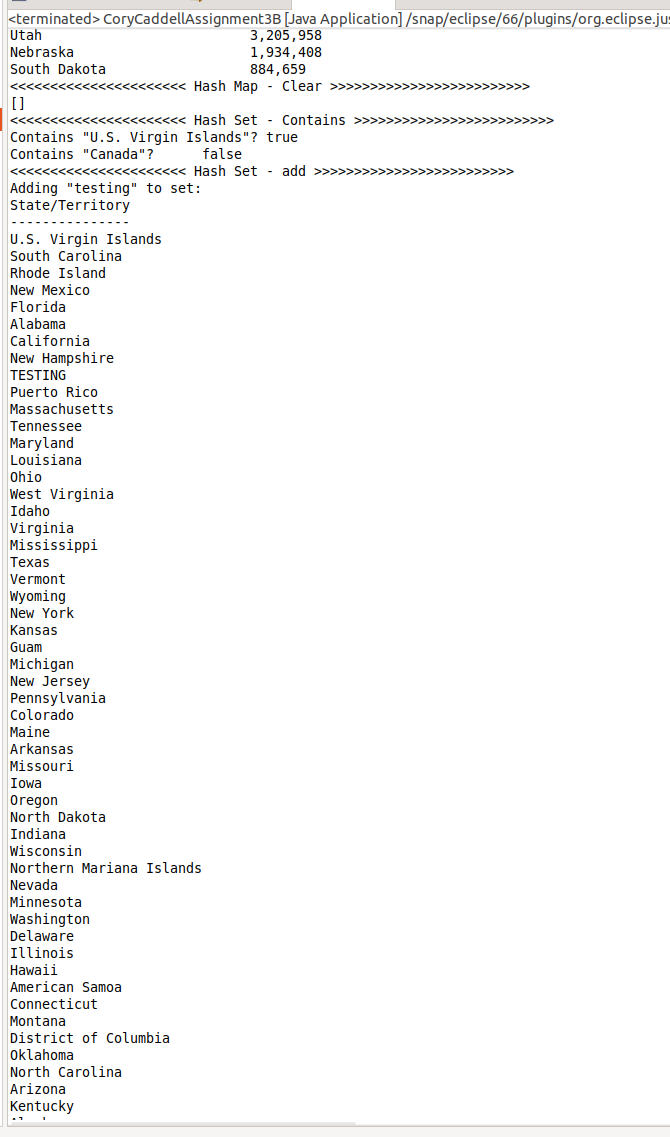 <terminated> CoryCaddellAssignment3B [Java Application] /snap/eclipse/66/plugins/org.eclipse.jus
Utah 3,205,958
Nebraska 1,934,408
South Dakota 884,659
<<<<<<<<<<<<<<<<<<<<<< Hash Map - Clear >>>>>>>>>>>>>>>>>>>>>>>>>
[]
<<<<<<<<<<<<<<<<<<<<<< Hash Set - Contains >>>>>>>>>>>>>>>>>>>>>>>>>
Contains "U.S. Virgin Islands"? true
Contains "Canada"? false
<<<<<<<<<<<<<<<<<<<<<< Hash Set - add >>>>>>>>>>>>>>>>>>>>>>>>>
Adding "testing" to set:
State/Territory
---------------
U.S. Virgin Islands
South Carolina
Rhode Island
New Mexico
Florida
Alabama
California
New Hampshire
TESTING
Puerto Rico
Massachusetts
Tennessee
Maryland
Louisiana
Ohio
West Virginia
Idaho
Virginia
Mississippi
Texas
Vermont
Wyoming
New York
Kansas
Guam
Michigan
New Jersey
Pennsylvania
Colorado
Maine
Arkansas
Missouri
Iowa
Oregon
North Dakota
Indiana
Wisconsin
Northern Mariana Islands
Nevada
Minnesota
Washington
Delaware
Illinois
Hawaii
American Samoa
Connecticut
Montana
District of Columbia
Oklahoma
North Carolina
Arizona
Kentucky